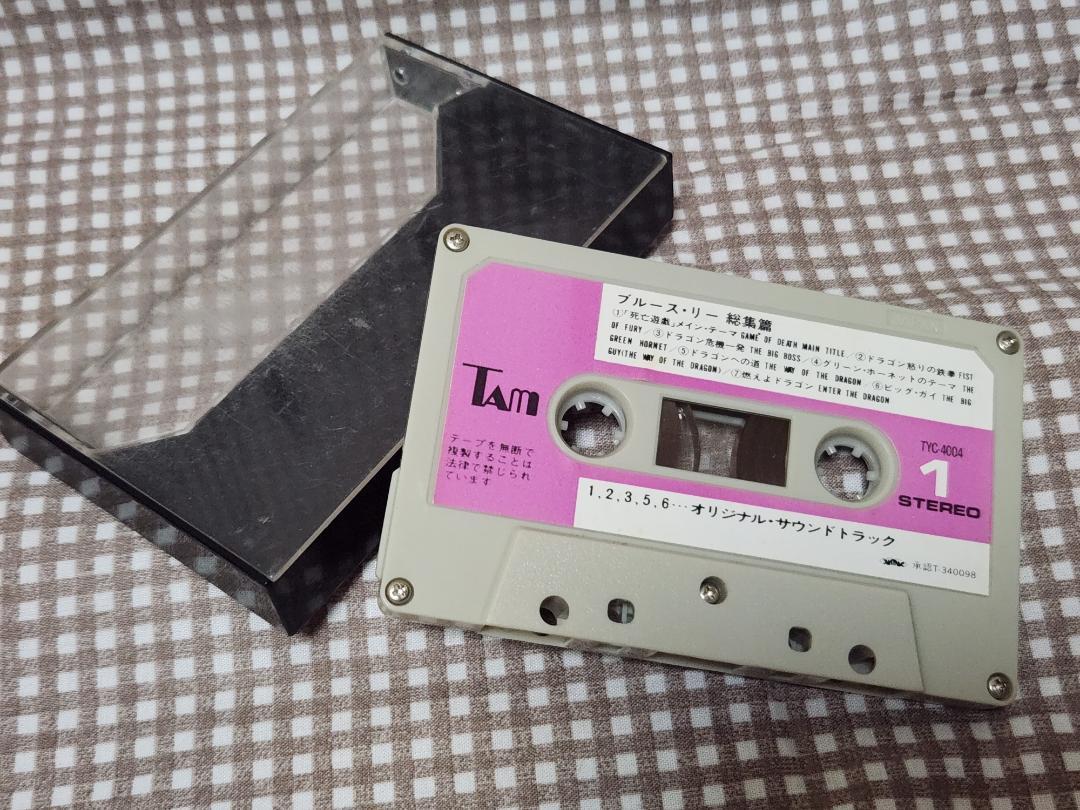 ブルース・リー 総集篇
①「死亡遊戯」メイン・テーマ GAME OF DEATH MAIN TITLE／②ドラゴン怒りの鉄拳 FIST
OF FURY／③ドラゴン危機一発 THE BIG BOSS／④グリーン・ホーネットのテーマ THE
GREEN HORNET／⑤ドラゴンへの道 THE WAY OF THE DRAGON／⑥ビッグ・ガイ THE BIG
GUY(THE WAY OF THE DRAGON)／⑦燃えよドラゴン ENTER THE DRAGON
TAM
テープを無断で
複製することは
法律で禁じられ
ています
TYC-4004
1
STEREO
1,2,3,5,6…オリジナル・サウンドトラック
承認T-340098